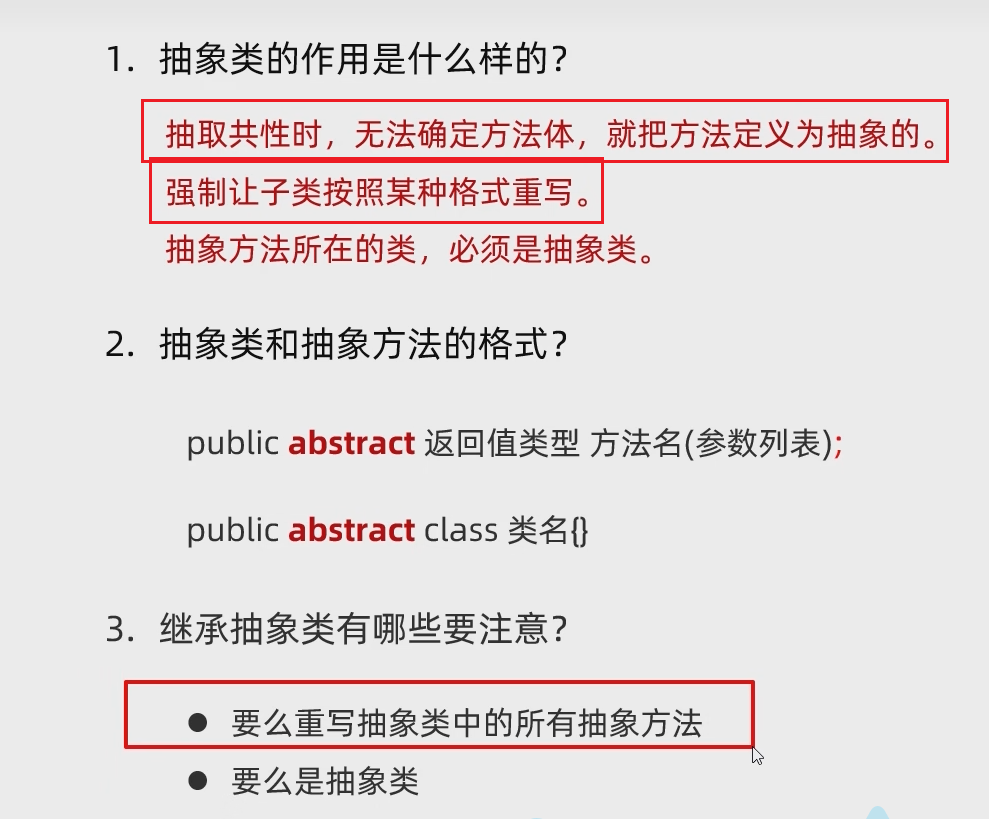 1. 抽象类的作用是什么样的?
抽取共性时，无法确定方法体，就把方法定义为抽象的。
强制让子类按照某种格式重写。
抽象方法所在的类，必须是抽象类。
2. 抽象类和抽象方法的格式?
public abstract 返回值类型 方法名(参数列表);
public abstract class 类名{}
3. 继承抽象类有哪些要注意?
● 要么重写抽象类中的所有抽象方法
● 要么是抽象类